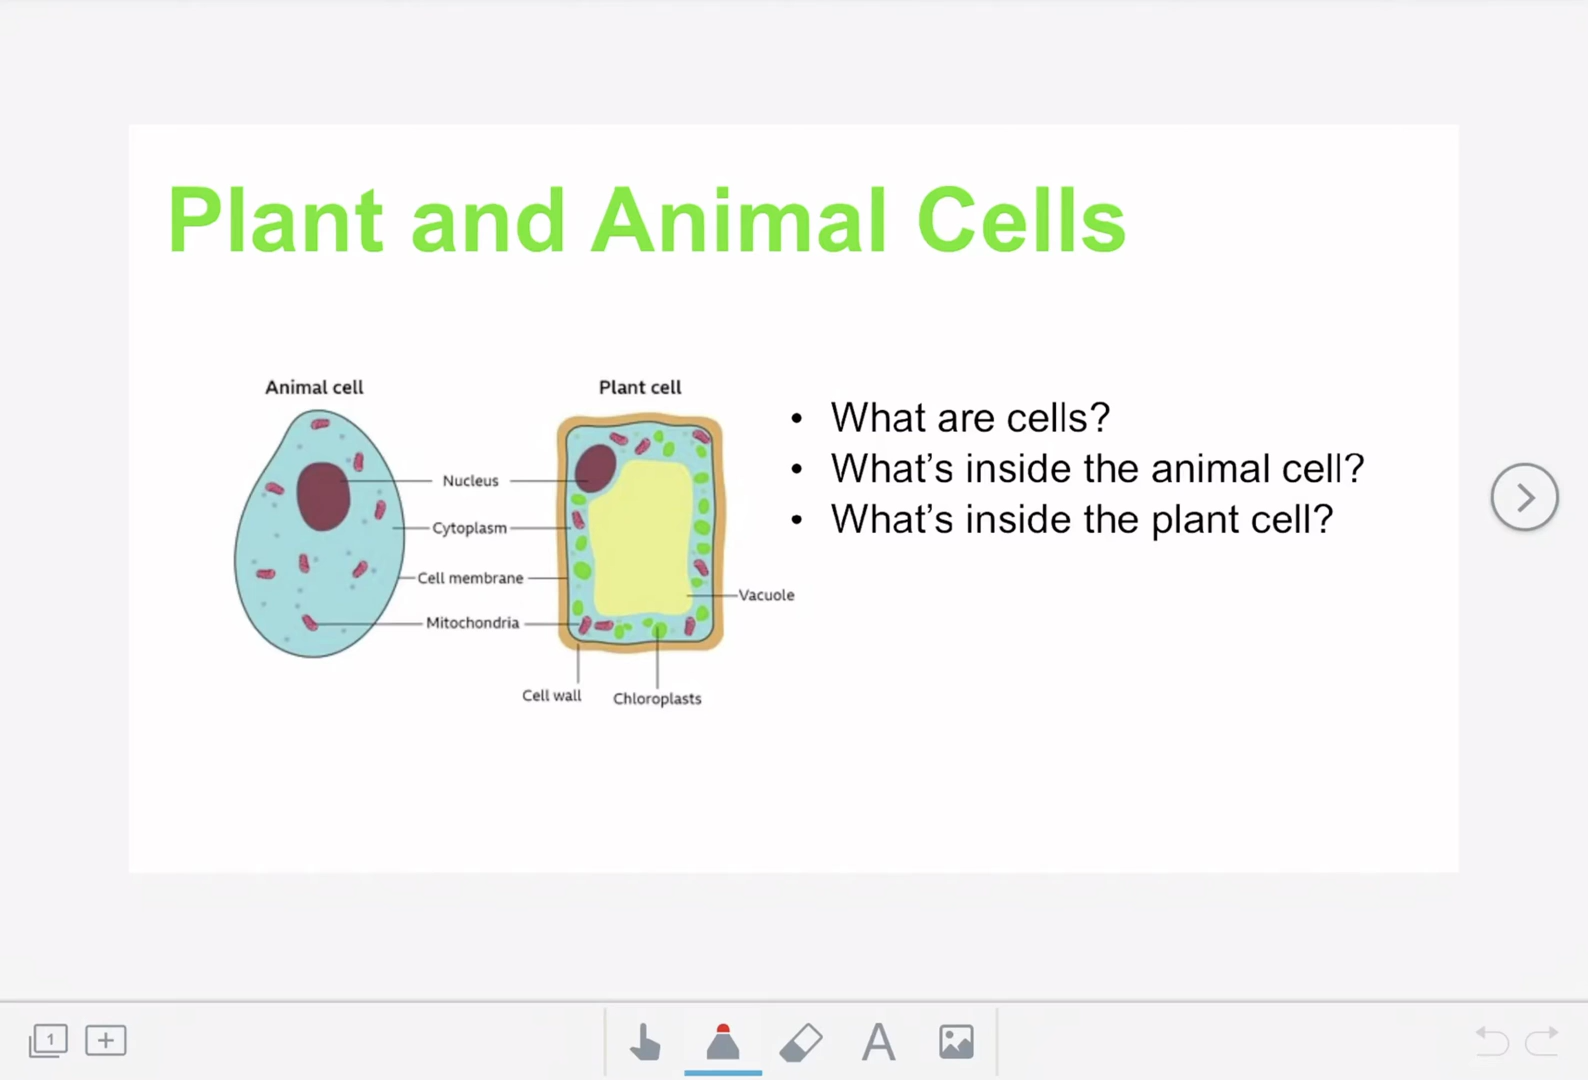 Plant and Animal Cells
Animal cell
Plant cell
Nucleus
Cytoplasm
Cell membrane
Mitochondria
Vacuole
Cell wall
Chloroplasts
• What are cells?
• What’s inside the animal cell?
• What’s inside the plant cell?
1
A